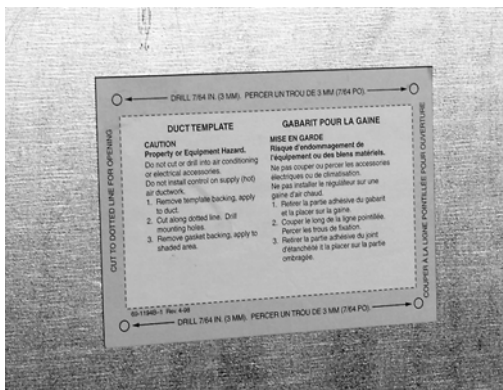 DRILL 7/64 IN. (3 MM). PERCER UN TROU DE 3 MM (7/64 PO).
CUT TO DOTTED LINE FOR OPENING
DUCT TEMPLATE
CAUTION
Property or Equipment Hazard.
Do not cut or drill into air conditioning
or electrical accessories.
Do not install control on supply (hot)
air ductwork.
1. Remove template backing, apply
to duct.
2. Cut along dotted line. Drill
mounting holes.
3. Remove gasket backing, apply to
shaded area.
GABARIT POUR LA GAINE
MISE EN GARDE
Risque d'endommagement de
l'équipement ou des biens matériels.
Ne pas couper ou percer les accessoires
électriques ou de climatisation.
Ne pas installer le régulateur sur une
gaine d'air chaud.
1. Retirer la partie adhésive du gabarit
et la placer sur la gaine.
2. Couper le long de la ligne pointillée.
Percer les trous de fixation.
3. Retirer la partie adhésive du joint
d'étanchéité et la placer sur la partie
ombragée.
COUPER À LA LIGNE POINTILLÉE POUR OUVERTURE
69-1194B-1 Rev. 4-98
DRILL 7/64 IN. (3 MM). PERCER UN TROU DE 3 MM (7/64 PO).